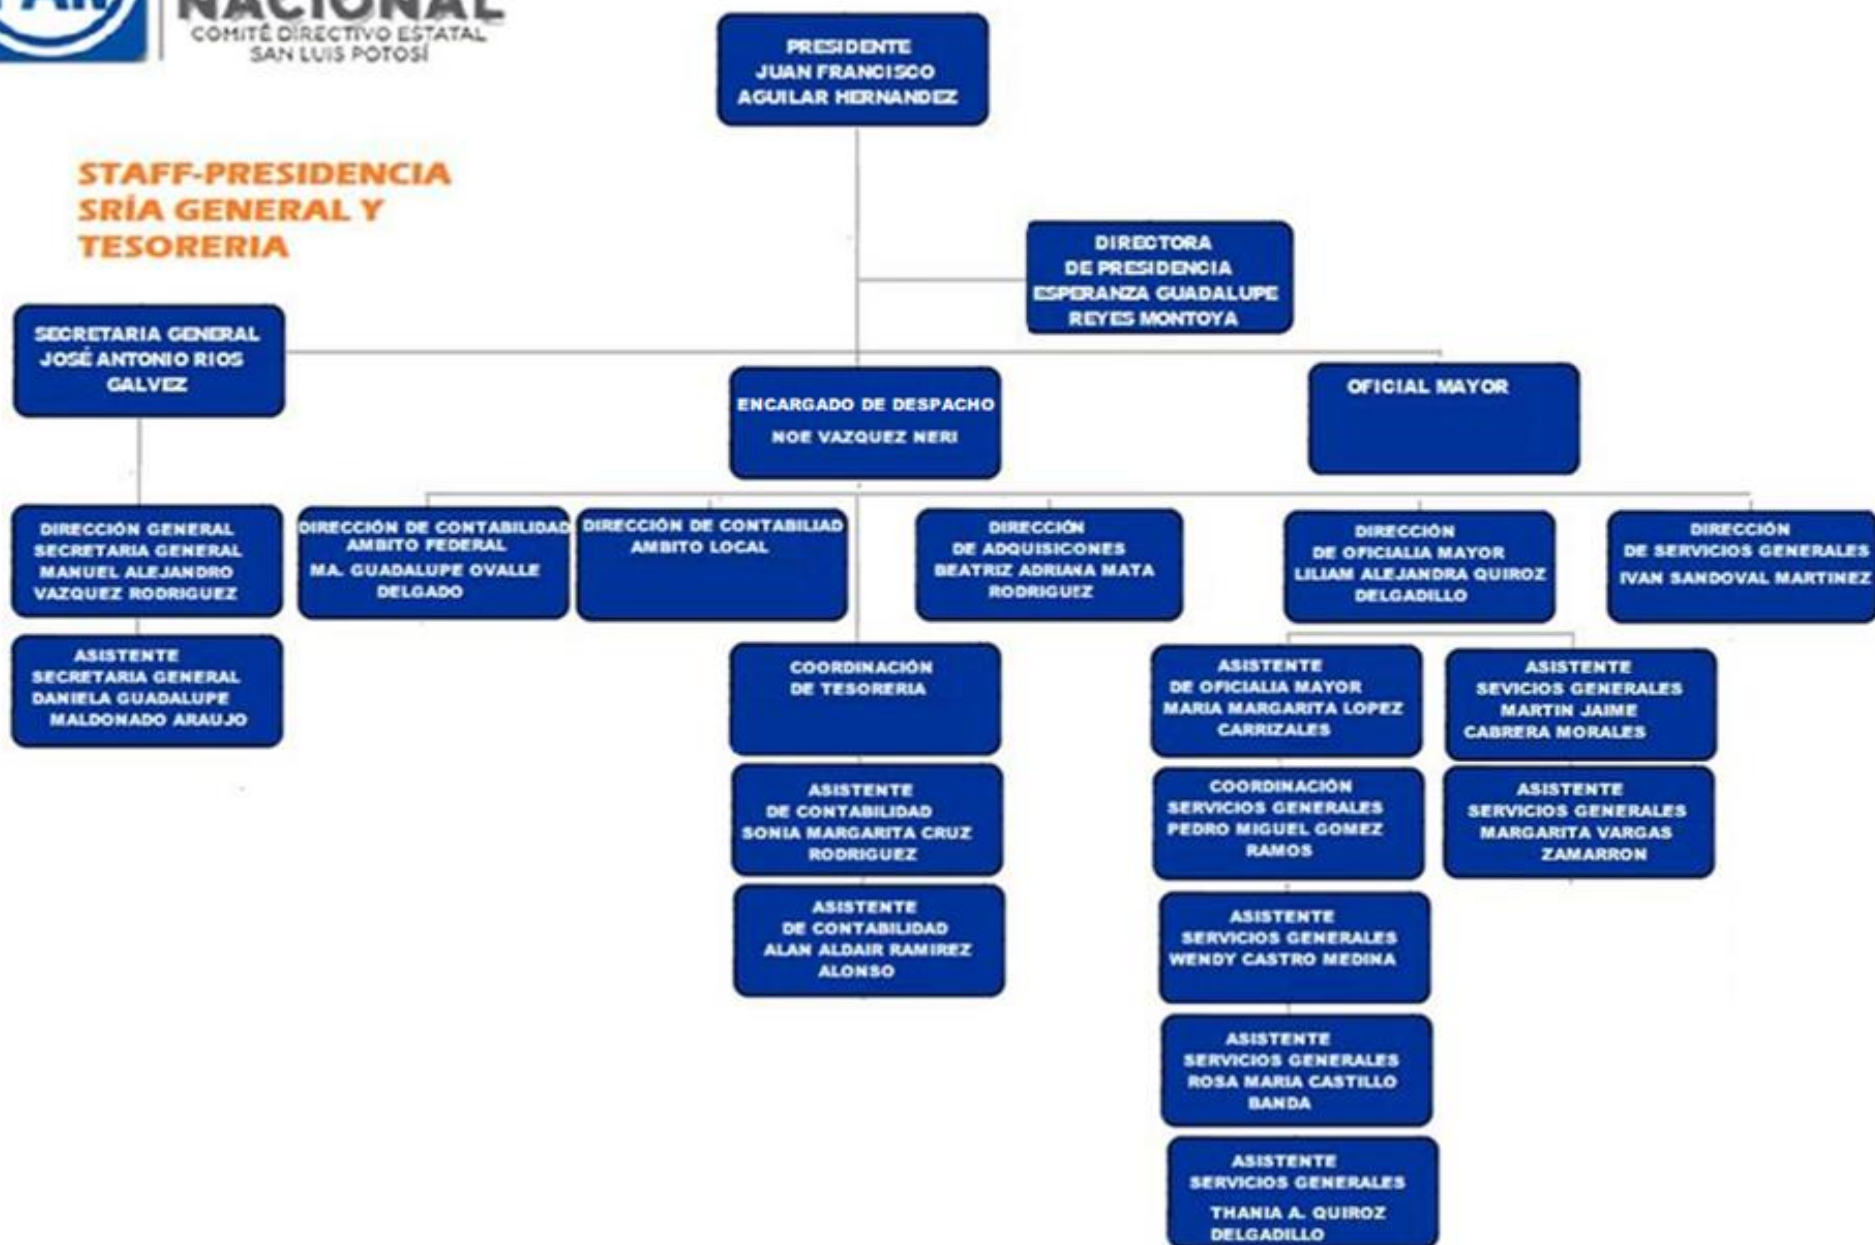 PAN
NACIONAL
COMITÉ DIRECTIVO ESTATAL
SAN LUIS POTOSÍ
STAFF-PRESIDENCIA
SRÍA GENERAL Y
TESORERIA
PRESIDENTE
JUAN FRANCISCO
AGUILAR HERNANDEZ
DIRECTORA
DE PRESIDENCIA
ESPERANZA GUADALUPE
REYES MONTOYA
SECRETARIA GENERAL
JOSÉ ANTONIO RIOS
GALVEZ
ENCARGADO DE DESPACHO
NOE VAZQUEZ NERI
OFICIAL MAYOR
DIRECCIÓN GENERAL
SECRETARIA GENERAL
MANUEL ALEJANDRO
VAZQUEZ RODRIGUEZ
DIRECCIÓN DE CONTABILIDAD
AMBITO FEDERAL
MA. GUADALUPE OVALLE
DELGADO
DIRECCIÓN DE CONTABILIAD
AMBITO LOCAL
DIRECCIÓN
DE ADQUISICONES
BEATRIZ ADRIANA MATA
RODRIGUEZ
DIRECCIÓN
DE OFICIALIA MAYOR
LILIAM ALEJANDRA QUIROZ
DELGADILLO
DIRECCIÓN
DE SERVICIOS GENERALES
IVAN SANDOVAL MARTINEZ
ASISTENTE
SECRETARIA GENERAL
DANIELA GUADALUPE
MALDONADO ARAUJO
COORDINACIÓN
DE TESORERIA
ASISTENTE
DE OFICIALIA MAYOR
MARIA MARGARITA LOPEZ
CARRIZALES
ASISTENTE
SEVICIOS GENERALES
MARTIN JAIME
CABRERA MORALES
ASISTENTE
DE CONTABILIDAD
SONIA MARGARITA CRUZ
RODRIGUEZ
COORDINACIÓN
SERVICIOS GENERALES
PEDRO MIGUEL GOMEZ
RAMOS
ASISTENTE
SERVICIOS GENERALES
MARGARITA VARGAS
ZAMARRON
ASISTENTE
DE CONTABILIDAD
ALAN ALDAIR RAMIREZ
ALONSO
ASISTENTE
SERVICIOS GENERALES
WENDY CASTRO MEDINA
ASISTENTE
SERVICIOS GENERALES
ROSA MARIA CASTILLO
BANDA
ASISTENTE
SERVICIOS GENERALES
THANIA A. QUIROZ
DELGADILLO